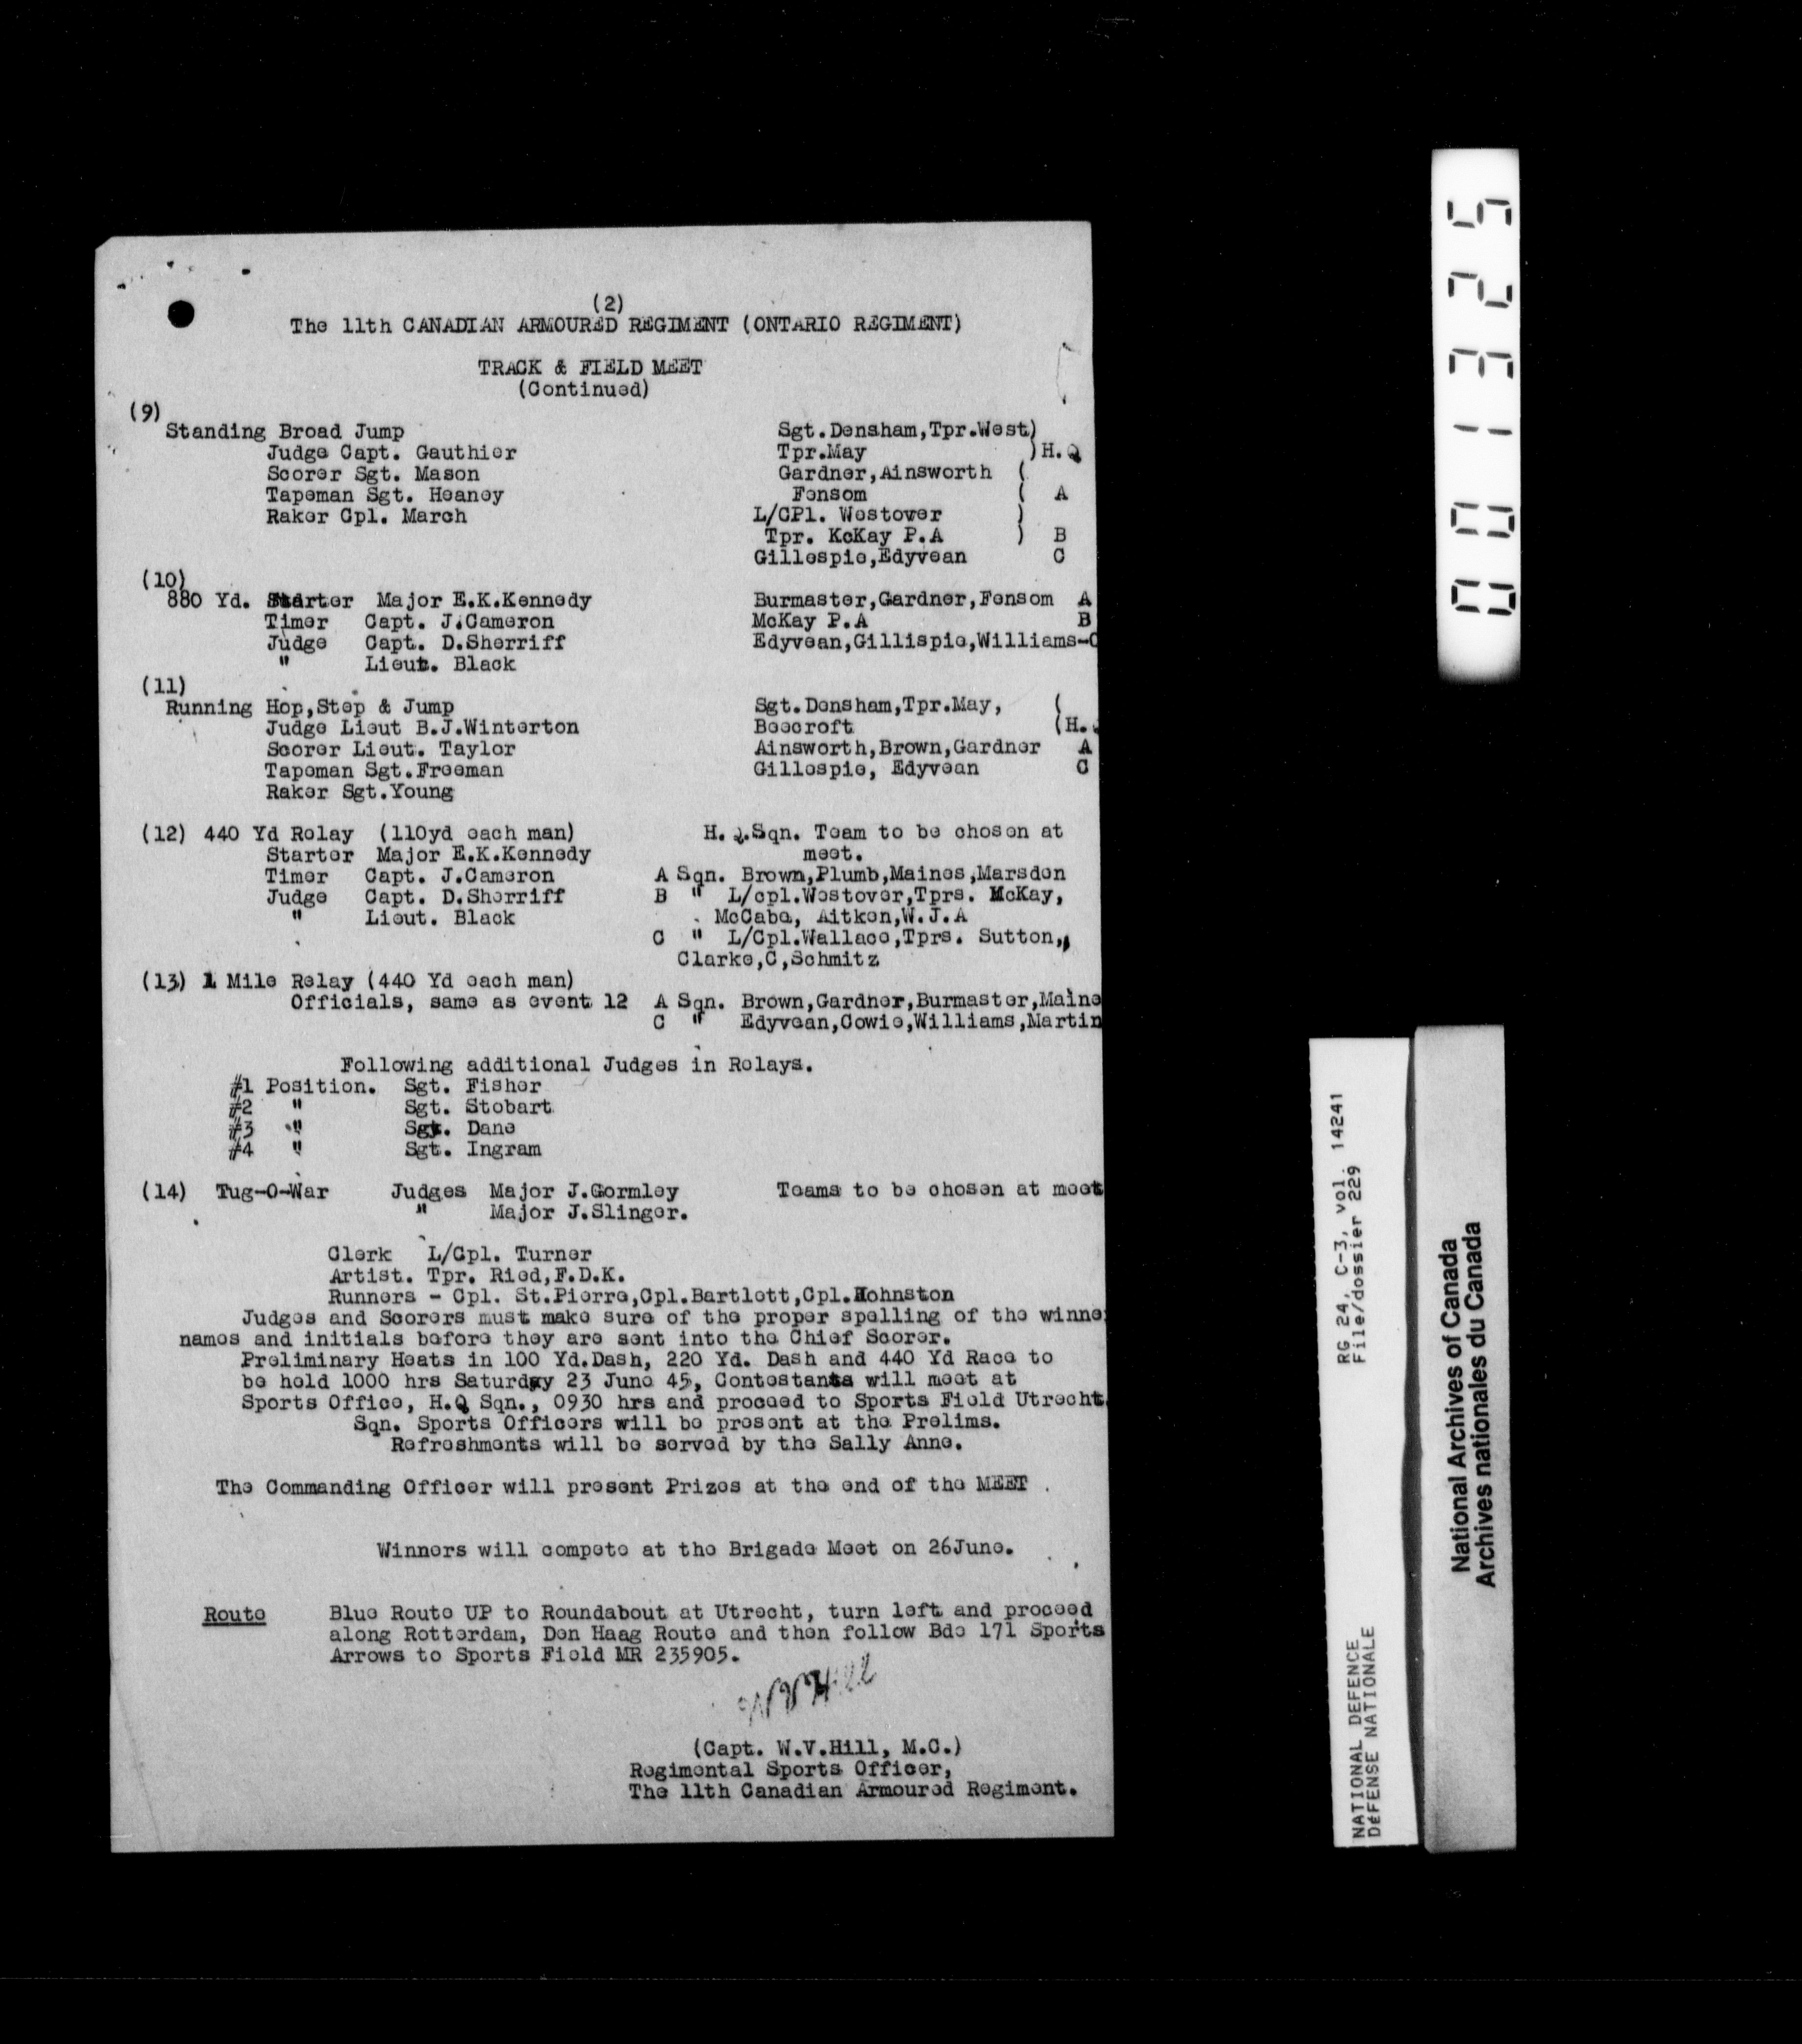 (2)
The 11th CANADIAN ARMOURED REGIMENT (ONTARIO REGIMENT)
TRACK & FIELD MEET
(Continued)
(9)
Standing Broad Jump Sgt.Densham,Tpr.West)
Judge Capt. Gauthier Tpr.May )H.Q
Scorer Sgt. Mason Gardner,Ainsworth (
Tapeman Sgt. Heaney Fensom ( A
Raker Cpl. March L/CPl. Westover )
Tpr. KcKay P.A ) B
Gillespie,Edyvean C
(10)
880 Yd. Starter Major E.K.Kennedy Burmaster,Gardner,Fensom A
Timer Capt. J.Cameron McKay P.A B
Judge Capt. D.Sherriff Edyvean,Gillispie,Williams-C
" Lieut. Black
(11)
Running Hop,Step & Jump Sgt.Densham,Tpr.May, (
Judge Lieut B.J.Winterton Beecroft (H.
Scorer Lieut. Taylor Ainsworth,Brown,Gardner A
Tapeman Sgt.Freeman Gillespie, Edyvean C
Raker Sgt.Young
(12) 440 Yd Relay (110yd each man) H.Q.Sqn. Team to be chosen at
Starter Major E.K.Kennedy meet.
Timer Capt. J.Cameron A Sqn. Brown,Plumb,Maines,Marsden
Judge Capt. D.Sherriff B " L/cpl.Westover,Tprs. McKay,
" Lieut. Black McCabe, Aitken,W.J.A
C " L/Cpl.Wallace,Tprs. Sutton,
Clarke,C,Schmitz
(13) 1 Mile Relay (440 Yd each man)
Officials, same as event 12 A Sqn. Brown,Gardner,Burmaster,Maine
C " Edyvean,Cowie,Williams,Martin
Following additional Judges in Relays.
#1 Position. Sgt. Fisher
#2 " Sgt. Stobart
#3 " Sgt. Dane
#4 " Sgt. Ingram
(14) Tug-O-War Judges Major J.Gormley Teams to be chosen at meet
" Major J.Slinger.
Clerk L/Cpl. Turner
Artist. Tpr. Ried,F.D.K.
Runners - Cpl. St.Pierre,Cpl.Bartlett,Cpl.Hohnston
Judges and Scorers must make sure of the proper spelling of the winne
names and initials before they are sent into the Chief Scorer.
Preliminary Heats in 100 Yd.Dash, 220 Yd. Dash and 440 Yd Race to
be held 1000 hrs Saturday 23 June 45, Contestants will meet at
Sports Office, H.Q Sqn., 0930 hrs and proceed to Sports Field Utrecht.
Sqn. Sports Officers will be present at the Prelims.
Refreshments will be served by the Sally Anne.
The Commanding Officer will present Prizes at the end of the MEET .
Winners will compete at the Brigade Meet on 26June.
Route Blue Route UP to Roundabout at Utrecht, turn left and proceed
along Rotterdam, Den Haag Route and then follow Bde 171 Sports
Arrows to Sports Field MR 235905.
WVHill
(Capt. W.V.Hill, M.C.)
Regimental Sports Officer,
The 11th Canadian Armoured Regiment.
001325
RG 24, C-3, vol. 14241
File/dossier 229
NATIONAL DEFENCE
DéFENSE NATIONALE
National Archives of Canada
Archives nationales du Canada